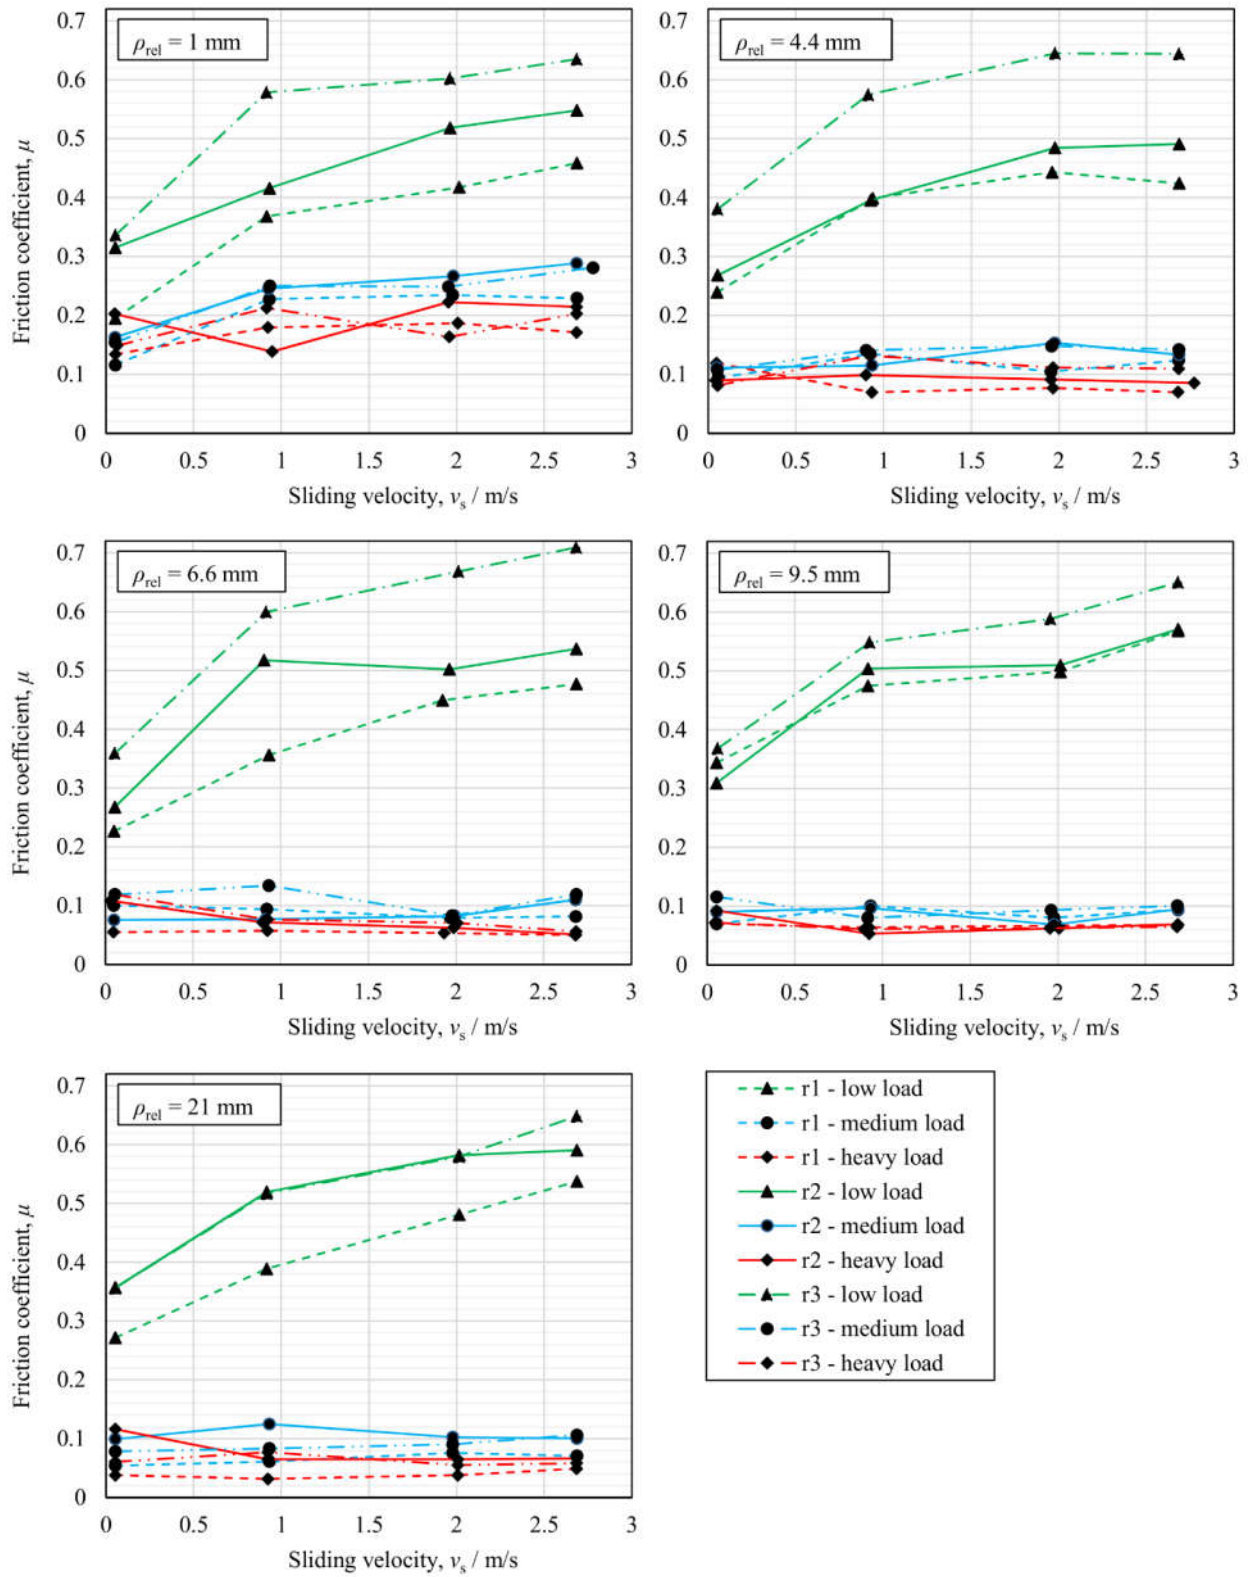 ρrel = 1 mm
Friction coefficient, μ
0.7
0.6
0.5
0.4
0.3
0.2
0.1
0
0 0.5 1 1.5 2 2.5 3
Sliding velocity, vs / m/s
ρrel = 4.4 mm
0.7
0.6
0.5
0.4
0.3
0.2
0.1
0
0 0.5 1 1.5 2 2.5 3
Sliding velocity, vs / m/s
ρrel = 6.6 mm
Friction coefficient, μ
0.7
0.6
0.5
0.4
0.3
0.2
0.1
0
0 0.5 1 1.5 2 2.5 3
Sliding velocity, vs / m/s
ρrel = 9.5 mm
0.7
0.6
0.5
0.4
0.3
0.2
0.1
0
0 0.5 1 1.5 2 2.5 3
Sliding velocity, vs / m/s
ρrel = 21 mm
Friction coefficient, μ
0.7
0.6
0.5
0.4
0.3
0.2
0.1
0
0 0.5 1 1.5 2 2.5 3
Sliding velocity, vs / m/s
r1 - low load
r1 - medium load
r1 - heavy load
r2 - low load
r2 - medium load
r2 - heavy load
r3 - low load
r3 - medium load
r3 - heavy load